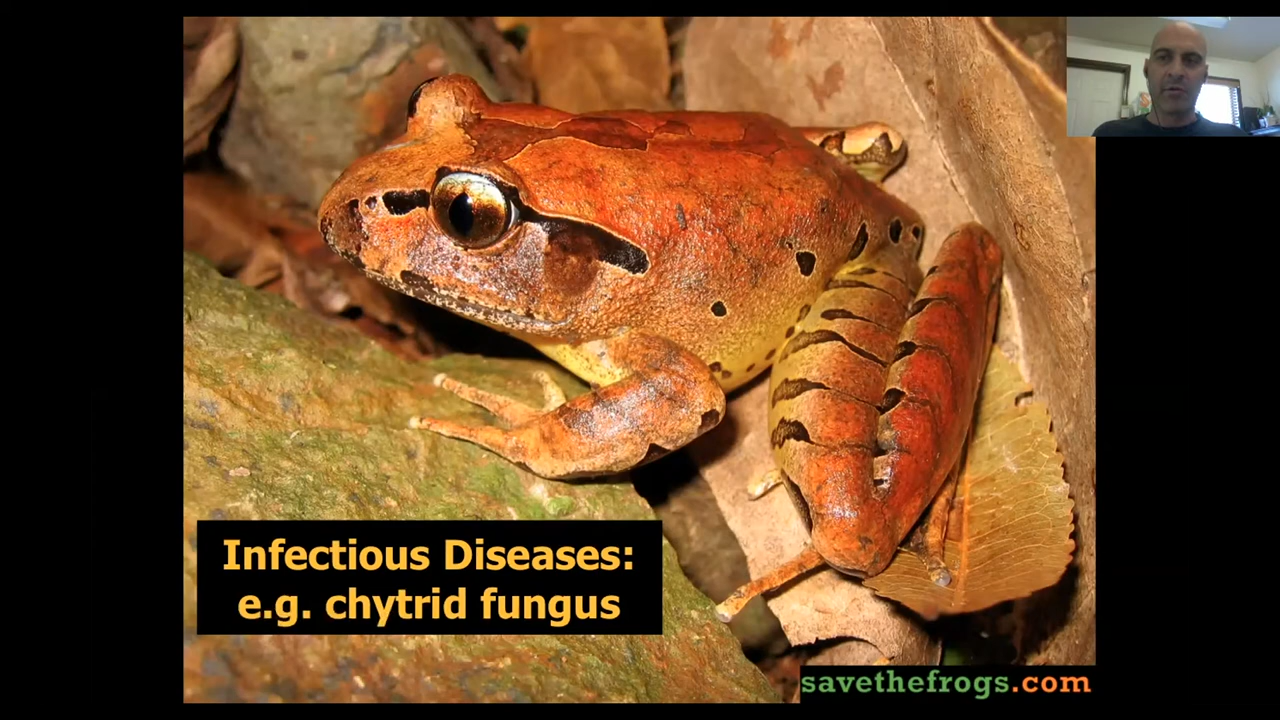 Infectious Diseases:
e.g. chytrid fungus
savethefrogs.com